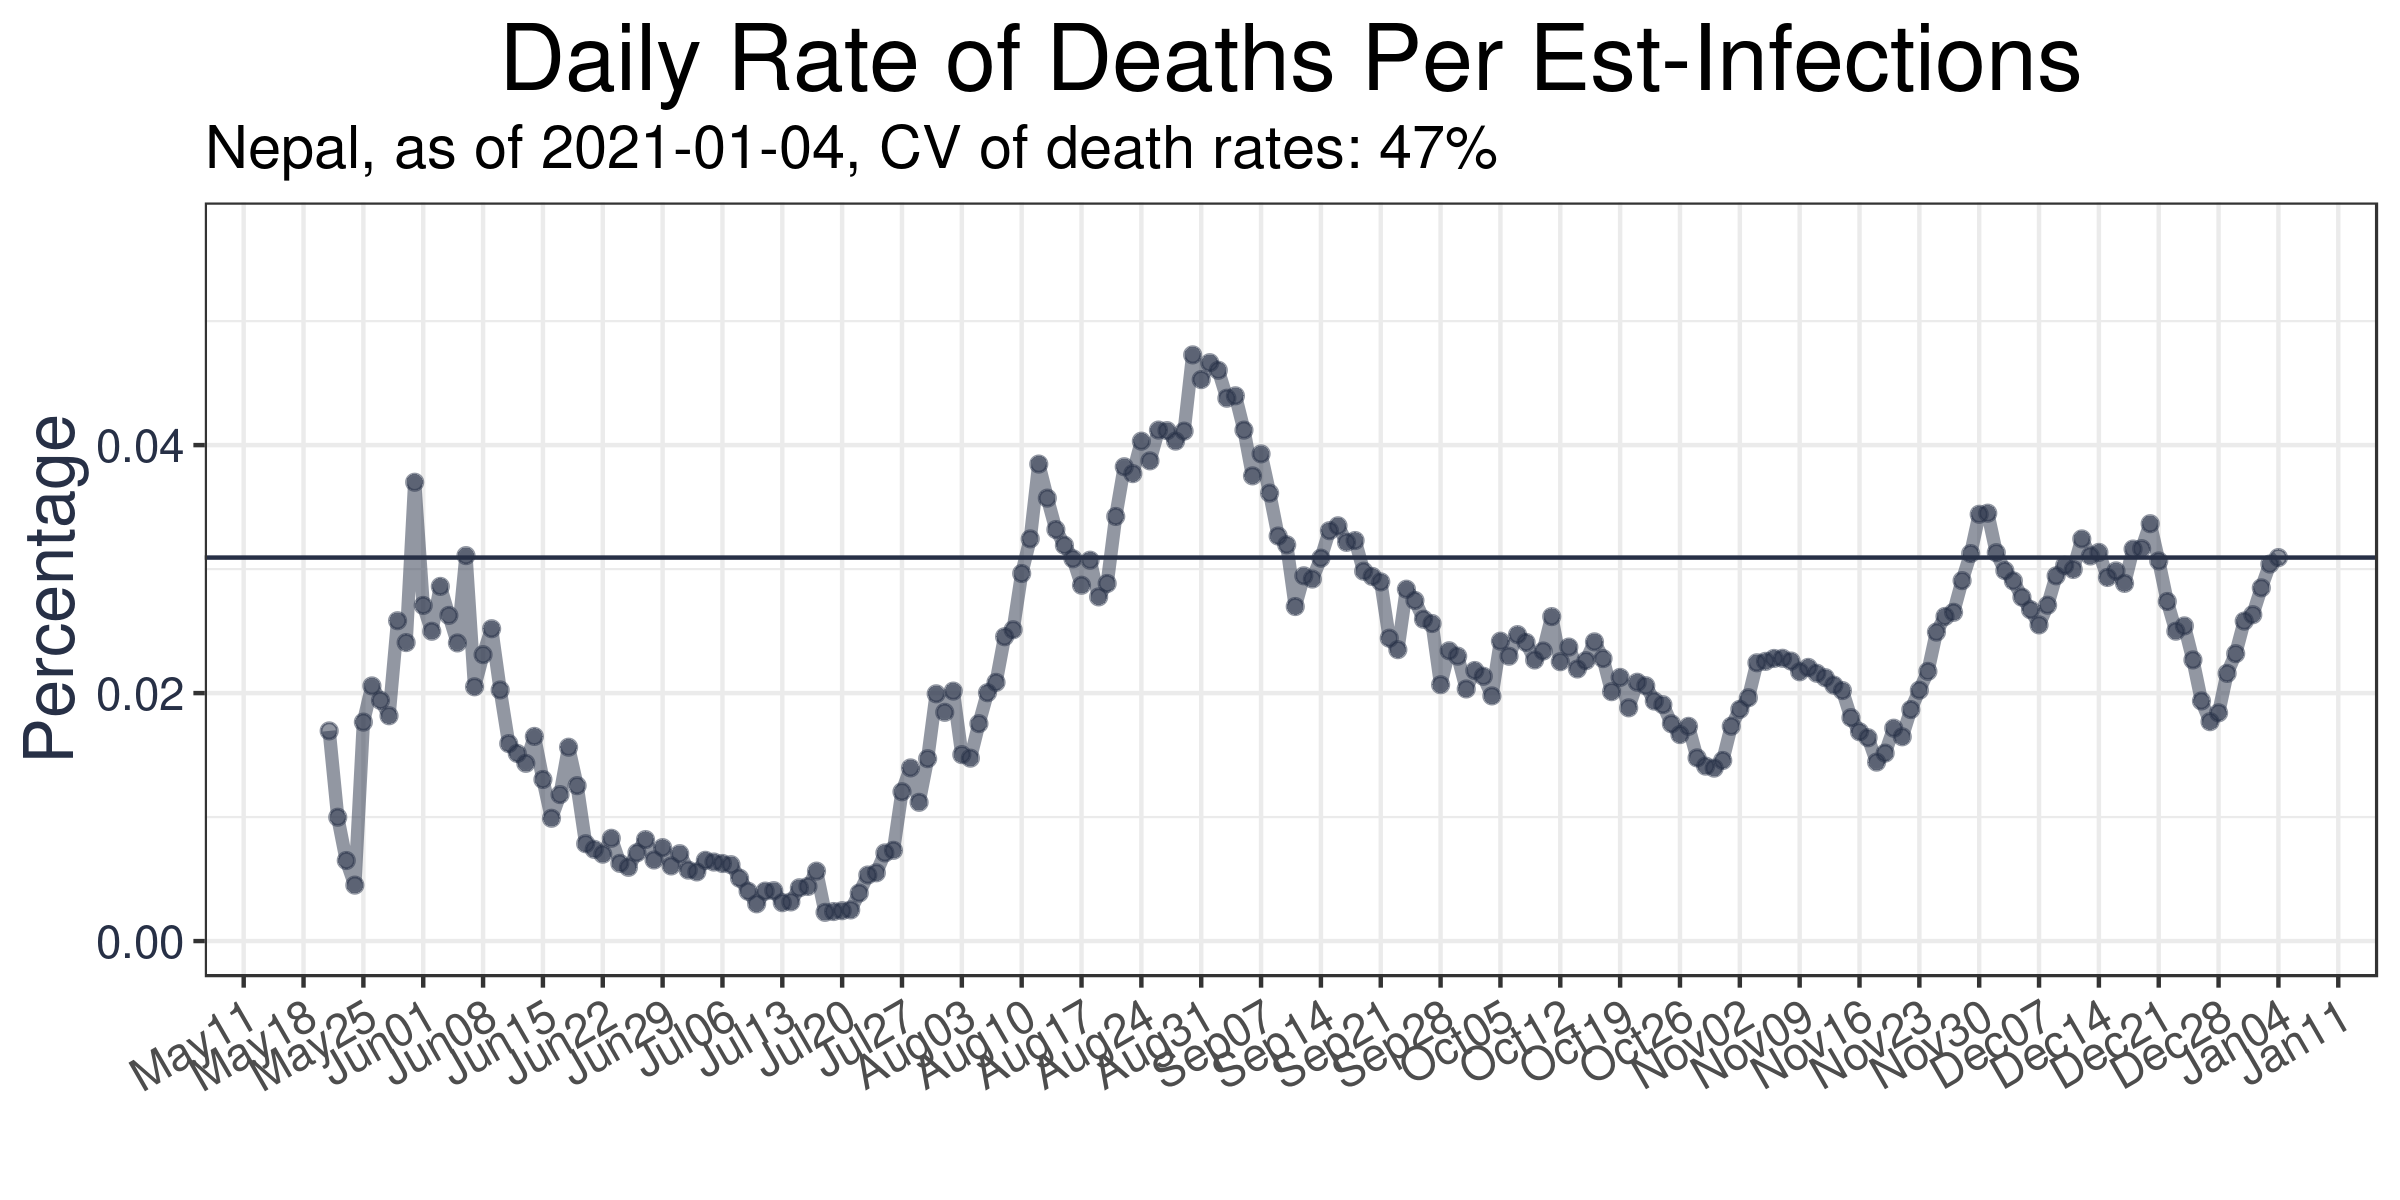 Daily Rate of Deaths Per Est-Infections
Nepal, as of 2021-01-04, CV of death rates: 47%
Percentage
0.04
0.02
0.00
May11
May18
May25
Jun01
Jun08
Jun15
Jun22
Jun29
Jul06
Jul13
Jul20
Jul27
Aug03
Aug10
Aug17
Aug24
Aug31
Sep07
Sep14
Sep21
Sep28
Oct05
Oct12
Oct19
Oct26
Nov02
Nov09
Nov16
Nov23
Nov30
Dec07
Dec14
Dec21
Dec28
Jan04
Jan11